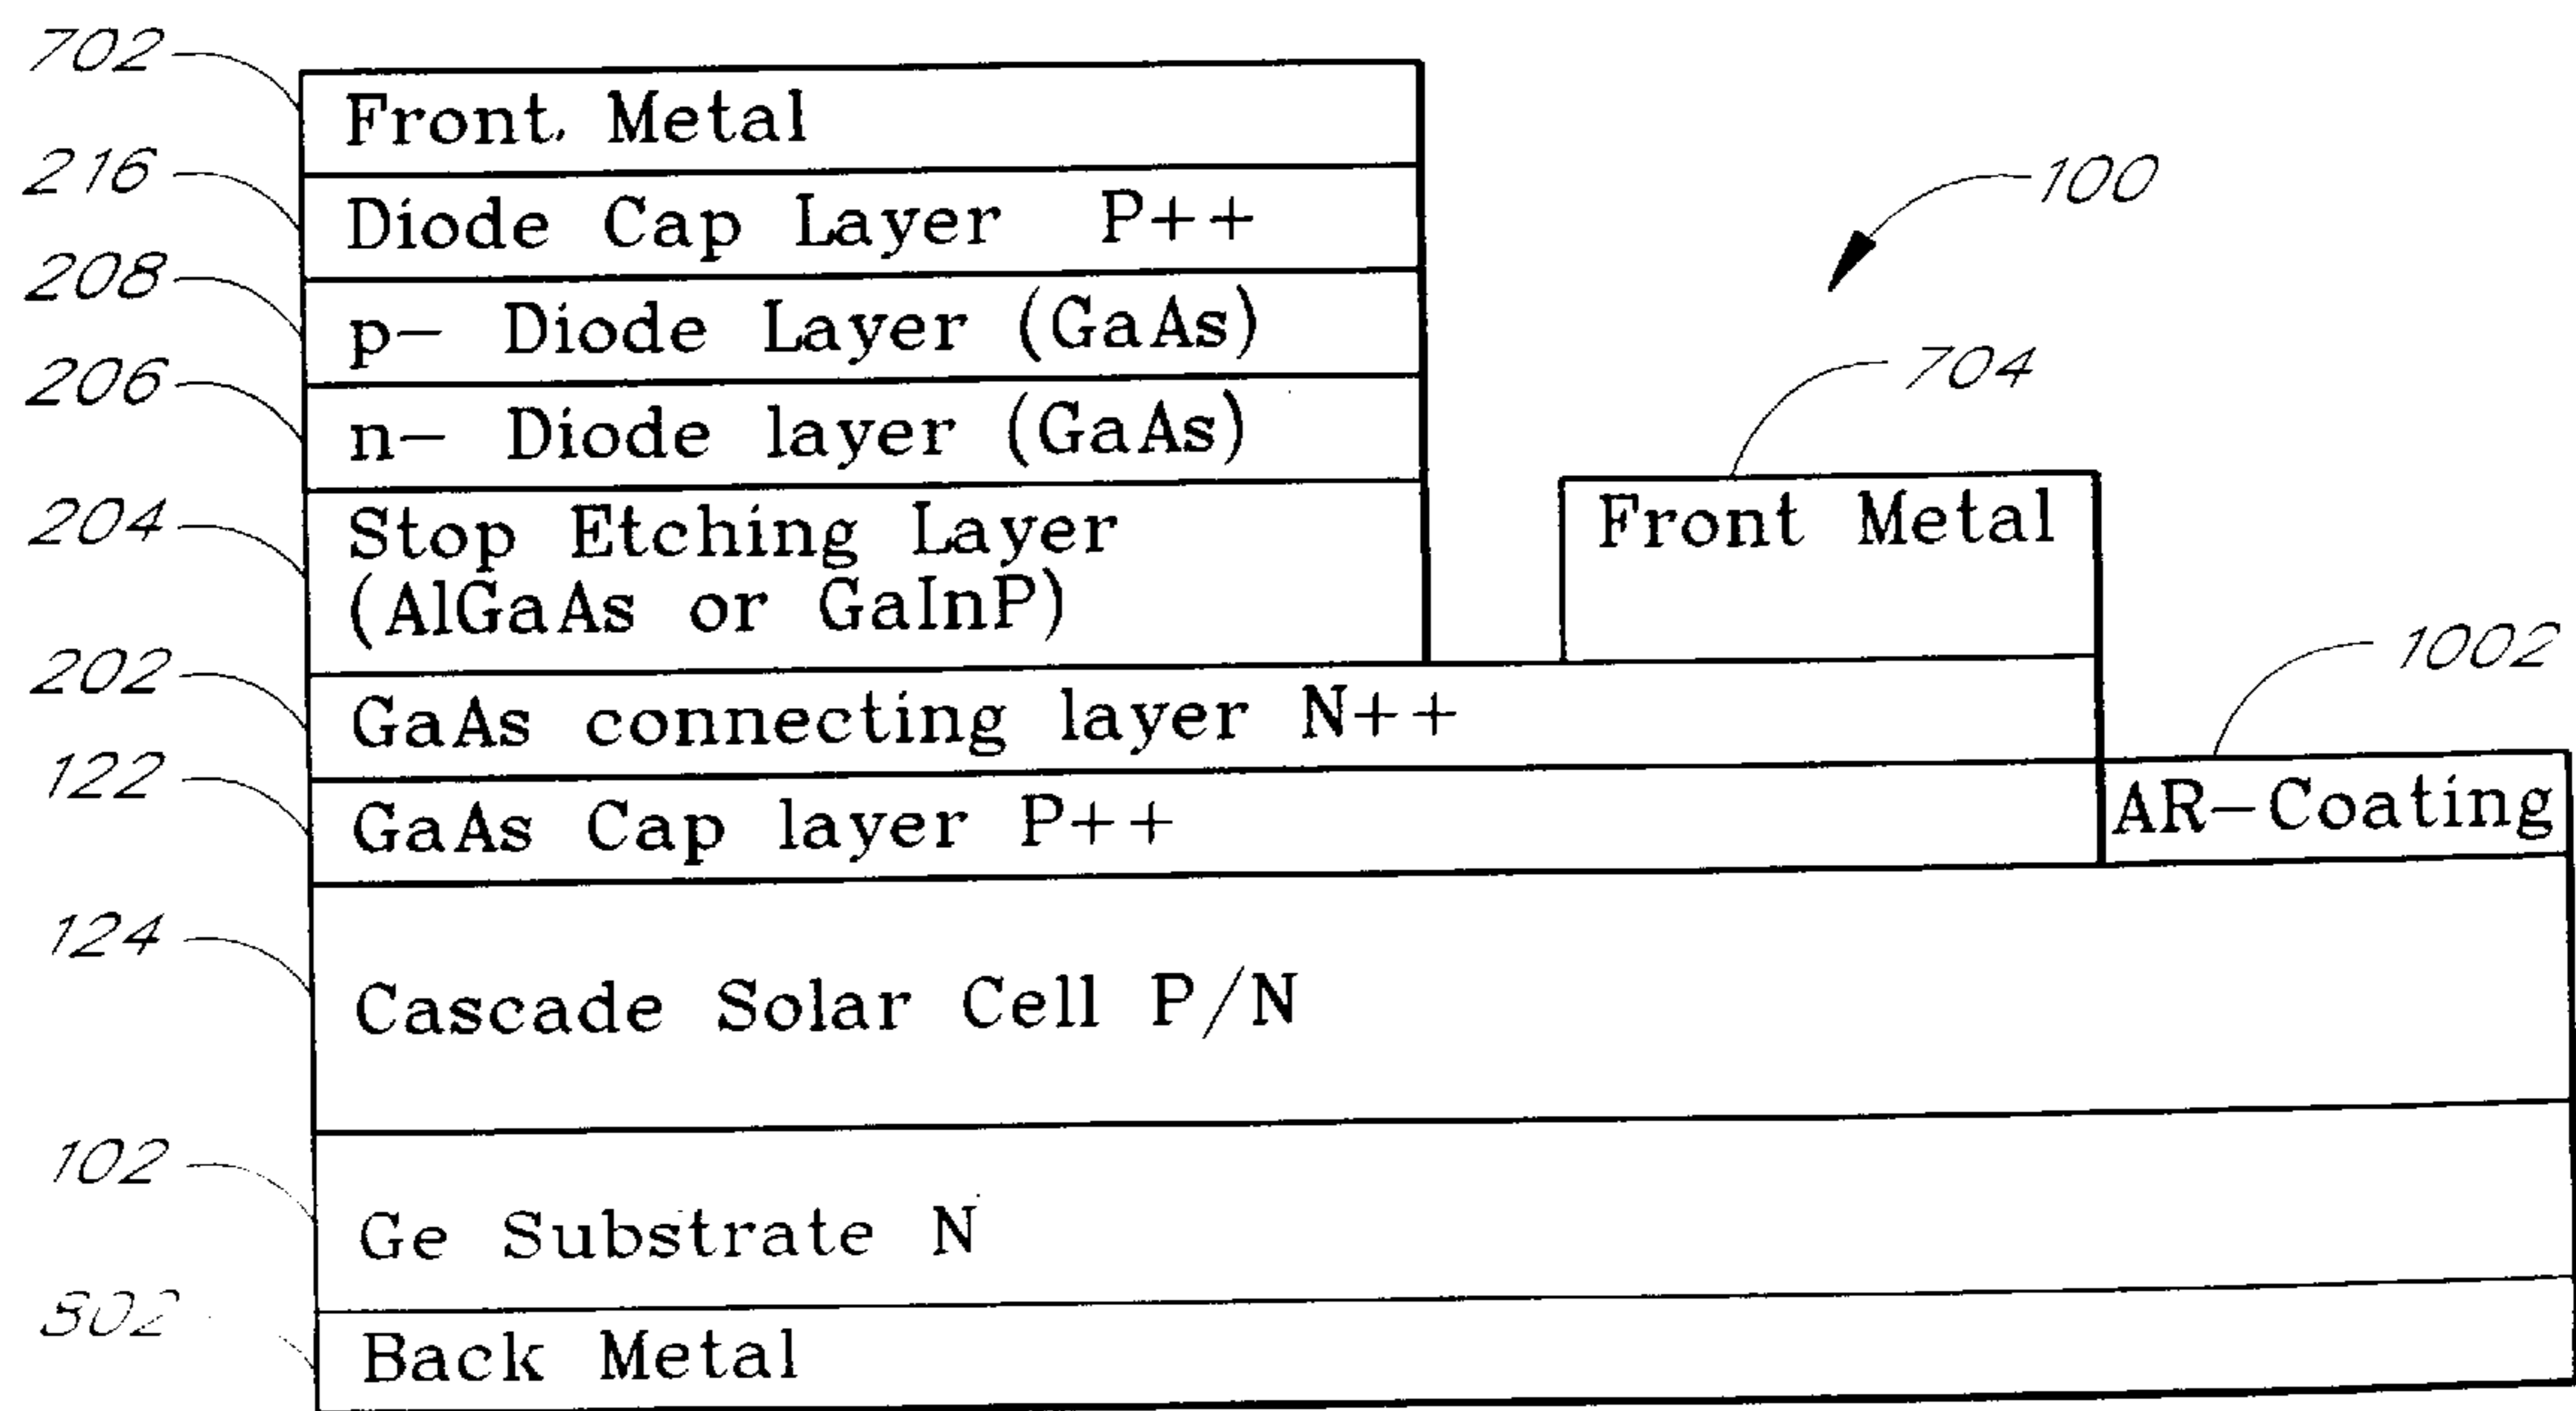 702
Front Metal
216
Diode Cap Layer P++
100
208
p- Diode Layer (GaAs)
206
n- Diode layer (GaAs)
704
204
Stop Etching Layer
(AlGaAs or GaInP)
Front Metal
202
GaAs connecting layer N++
1002
122
GaAs Cap layer P++
AR-Coating
124
Cascade Solar Cell P/N
102
Ge Substrate N
802
Back Metal